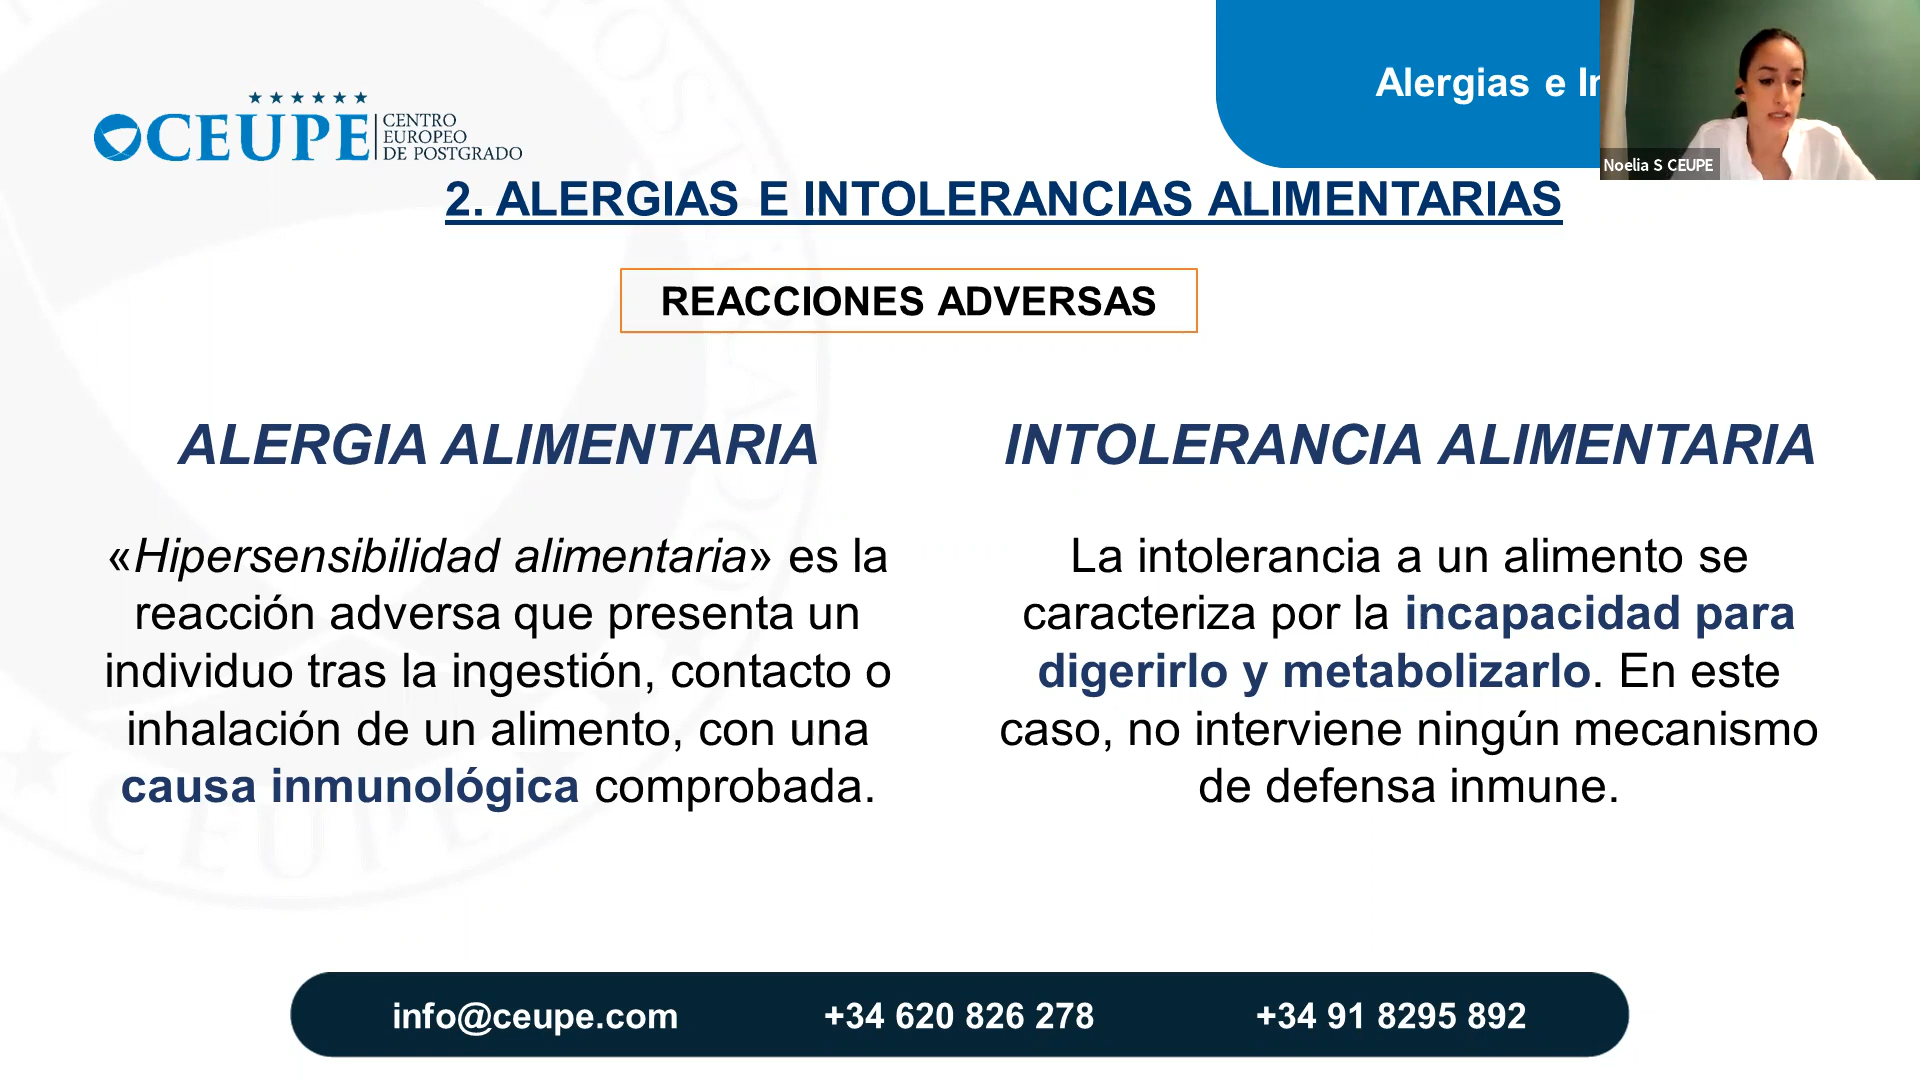 CEUPE
CENTRO
EUROPEO
DE POSTGRADO
Alergias e
Noelia S CEUPE
2. ALERGIAS E INTOLERANCIAS ALIMENTARIAS
REACCIONES ADVERSAS
ALERGIA ALIMENTARIA
«Hipersensibilidad alimentaria» es la
reacción adversa que presenta un
individuo tras la ingestión, contacto o
inhalación de un alimento, con una
causa inmunológica comprobada.
INTOLERANCIA ALIMENTARIA
La intolerancia a un alimento se
caracteriza por la incapacidad para
digerirlo y metabolizarlo. En este
caso, no interviene ningún mecanismo
de defensa inmune.
info@ceupe.com
+34 620 826 278
+34 91 8295 892